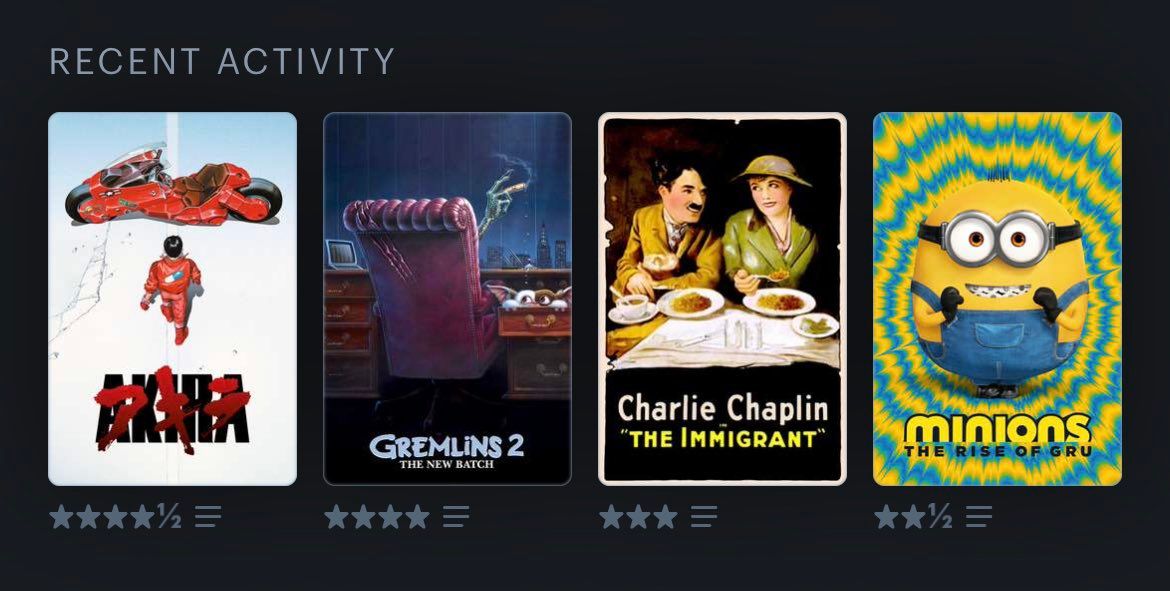 RECENT ACTIVITY
AKIRA
アキラ
GREMLINS 2
THE NEW BATCH
Charlie Chaplin
IN
"THE IMMIGRANT"
minions
THE RISE OF GRU
★★★★½
★★★★
★★★
★★½